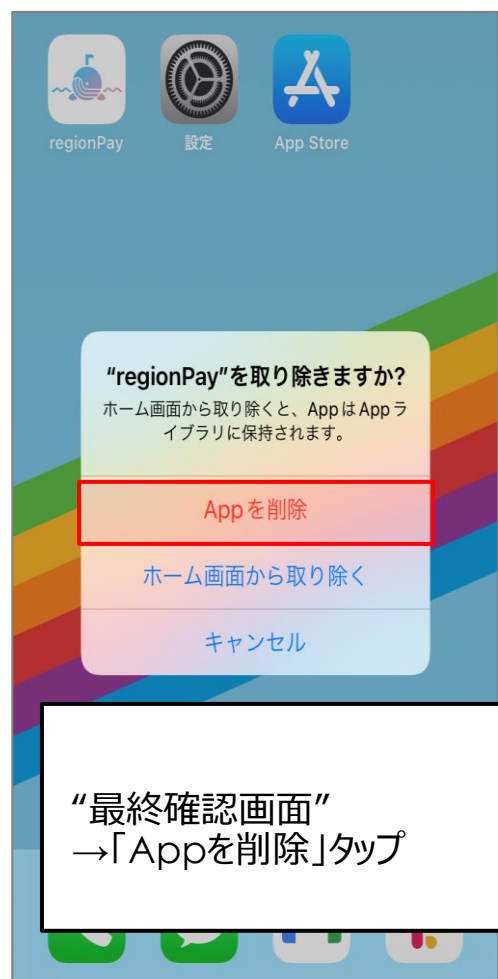 regionPay
設定
App Store
“regionPay”を取り除きますか?
ホーム画面から取り除くと、AppはAppラ
イブラリに保持されます。
Appを削除
ホーム画面から取り除く
キャンセル
“最終確認画面”
→「Appを削除」タップ